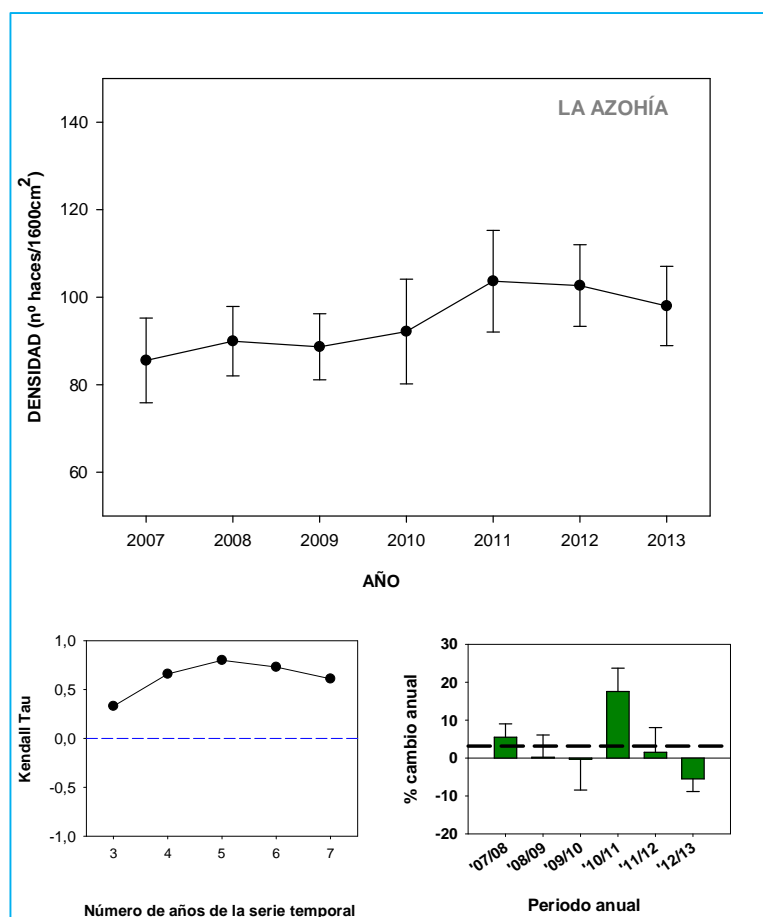 LA AZOHÍA
DENSIDAD (nº haces/1600cm²)
140
120
100
80
60
2007 2008 2009 2010 2011 2012 2013
AÑO
Kendall Tau
1,0
0,5
0,0
-0,5
-1,0
3 4 5 6 7
Número de años de la serie temporal
% cambio anual
30
20
10
0
-10
-20
'07/08 '08/09 '09/10 '10/11 '11/12 '12/13
Periodo anual